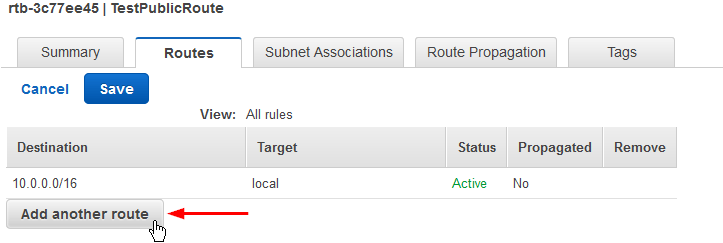 rtb-3c77ee45 | TestPublicRoute
Summary Routes Subnet Associations Route Propagation Tags
Cancel Save
View: All rules
Destination Target Status Propagated Remove
10.0.0.0/16 local Active No
Add another route